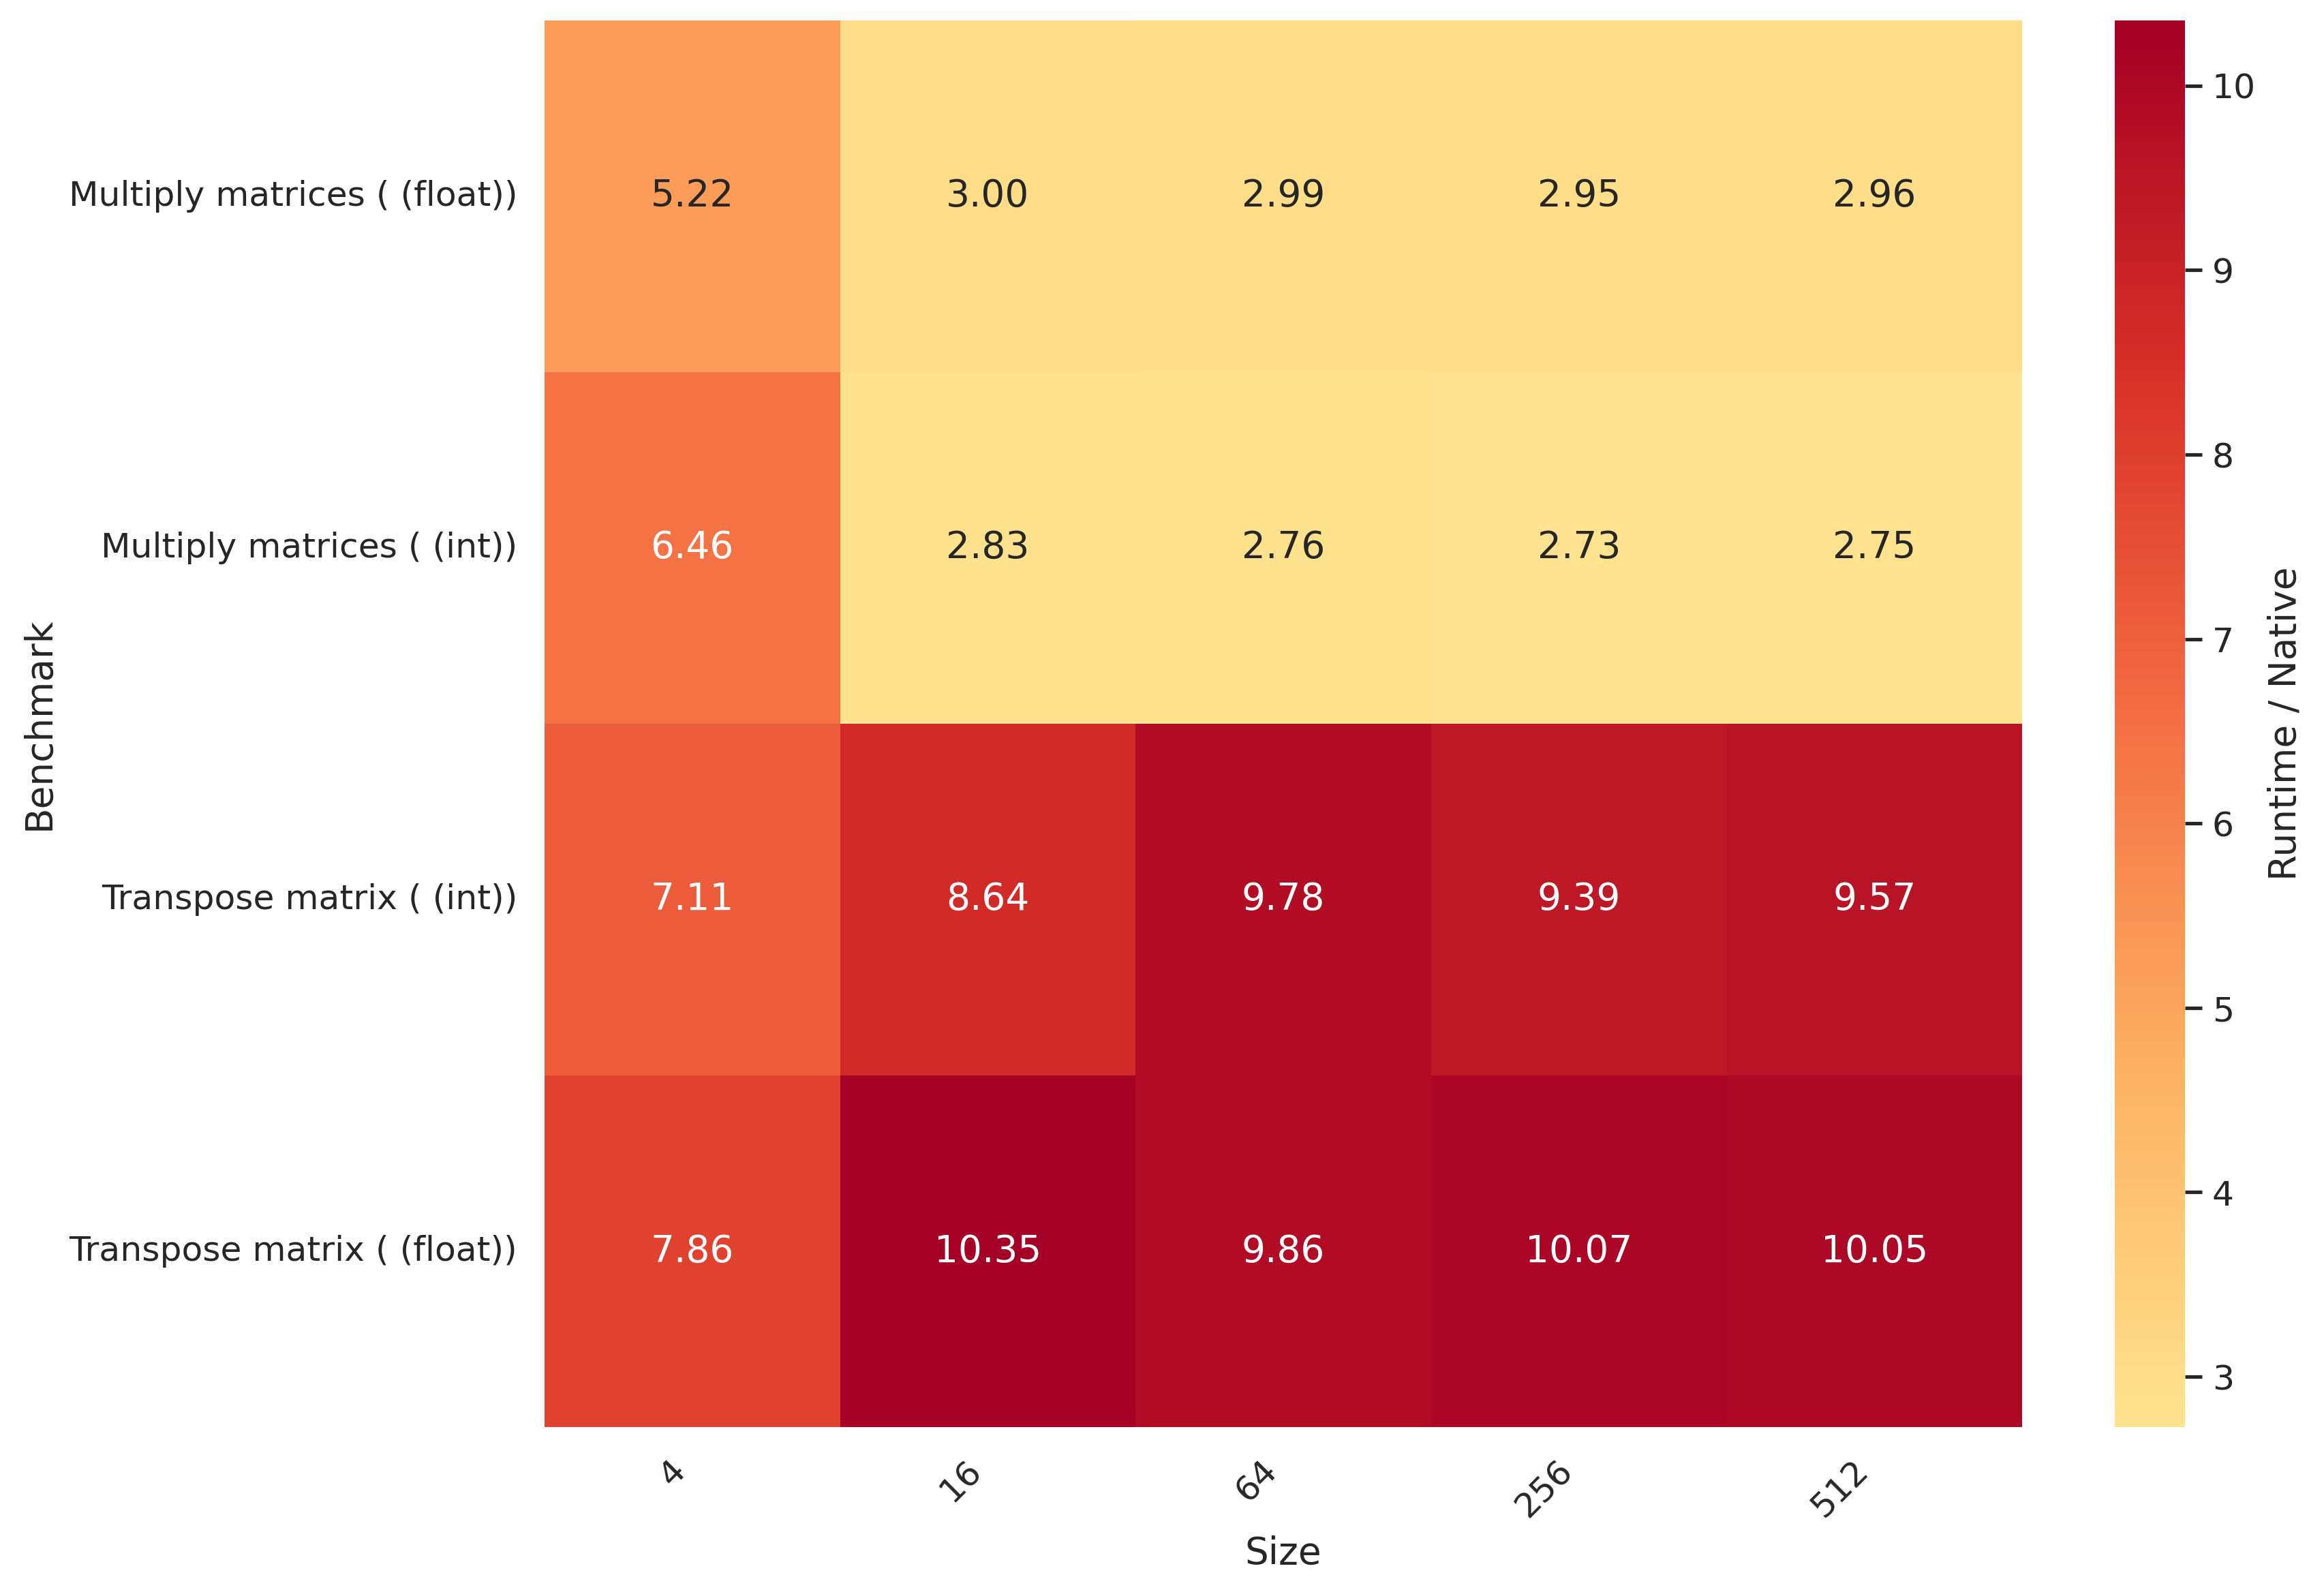 Benchmark
Multiply matrices ( (float)) 5.22 3.00 2.99 2.95 2.96
Multiply matrices ( (int)) 6.46 2.83 2.76 2.73 2.75
Transpose matrix ( (int)) 7.11 8.64 9.78 9.39 9.57
Transpose matrix ( (float)) 7.86 10.35 9.86 10.07 10.05
4 16 64 256 512
Size
10
9
8
7
6
5
4
3
Runtime / Native